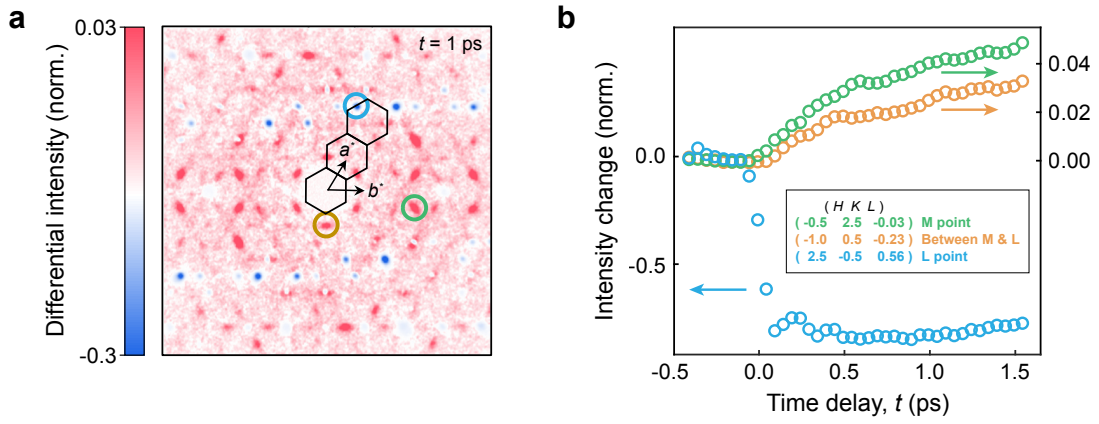 a
0.03
Differential intensity (norm.)
-0.3
t = 1 ps
a*
b*
b
Intensity change (norm.)
0.0
-0.5
0.04
0.02
0.00
( H K L )
( -0.5 2.5 -0.03 ) M point
( -1.0 0.5 -0.23 ) Between M & L
( 2.5 -0.5 0.56 ) L point
-0.5 0.0 0.5 1.0 1.5
Time delay, t (ps)